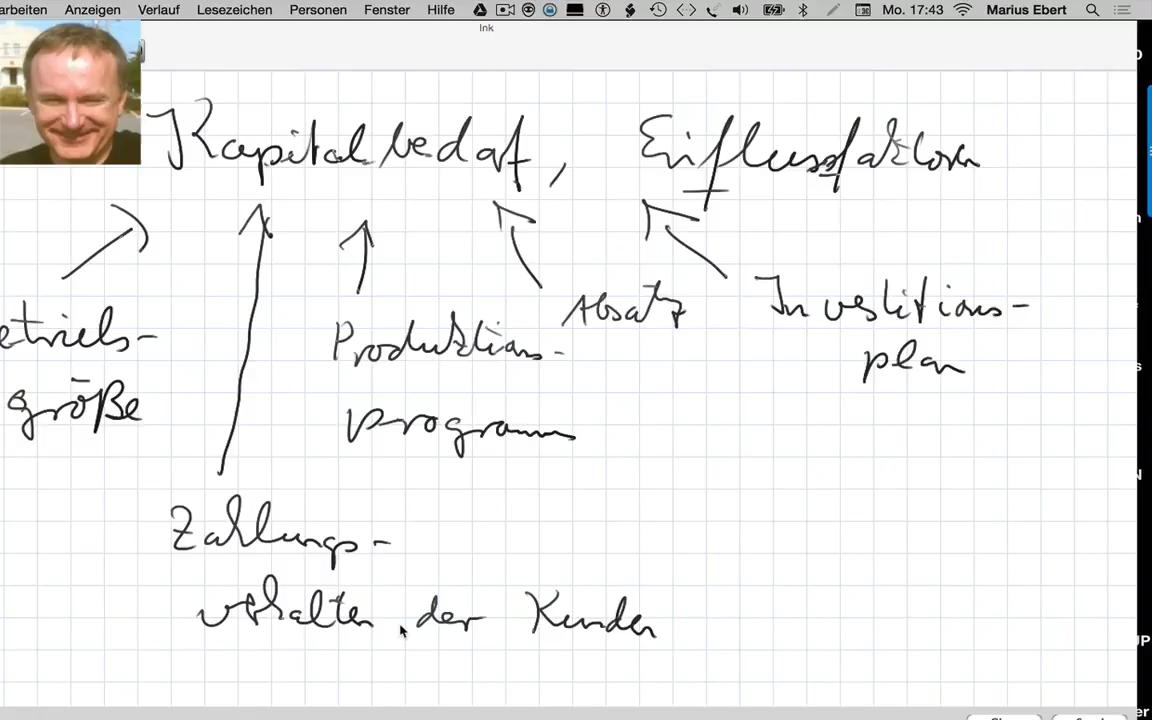 arbeiten Anzeigen Verlauf Lesezeichen Personen Fenster Hilfe Mo. 17:43 Marius Ebert
Ink
Kapitalbedaf, Einflussfaktoren
etriebs-
größe
Produktions-
programm
Absatz
Investitions-
plan
Zahlungs-
verhalten der Kunden